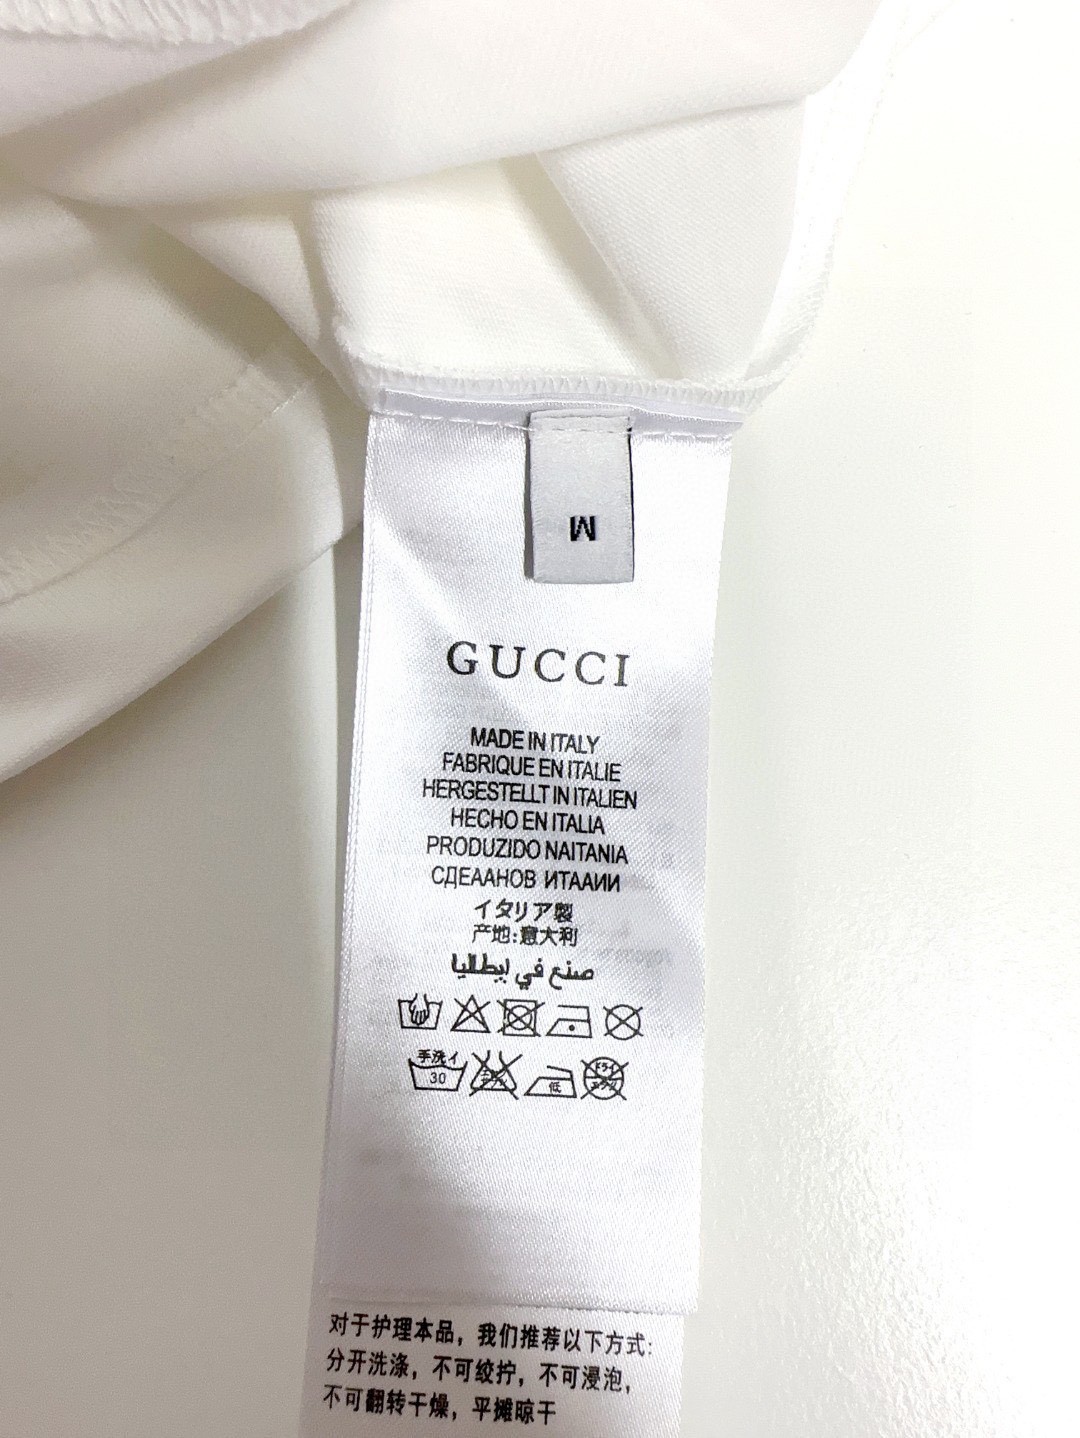 M
GUCCI
MADE IN ITALY
FABRIQUE EN ITALIE
HERGESTELLT IN ITALIEN
HECHO EN ITALIA
PRODUZIDO NAITANIA
СДЕААНОВ ИТААИИ
イタリア製
产地:意大利
صنع في إيطاليا
手洗イ
30
低
ドライ
对于护理本品，我们推荐以下方式:
分开洗涤，不可绞拧，不可浸泡，
不可翻转干燥，平摊晾干